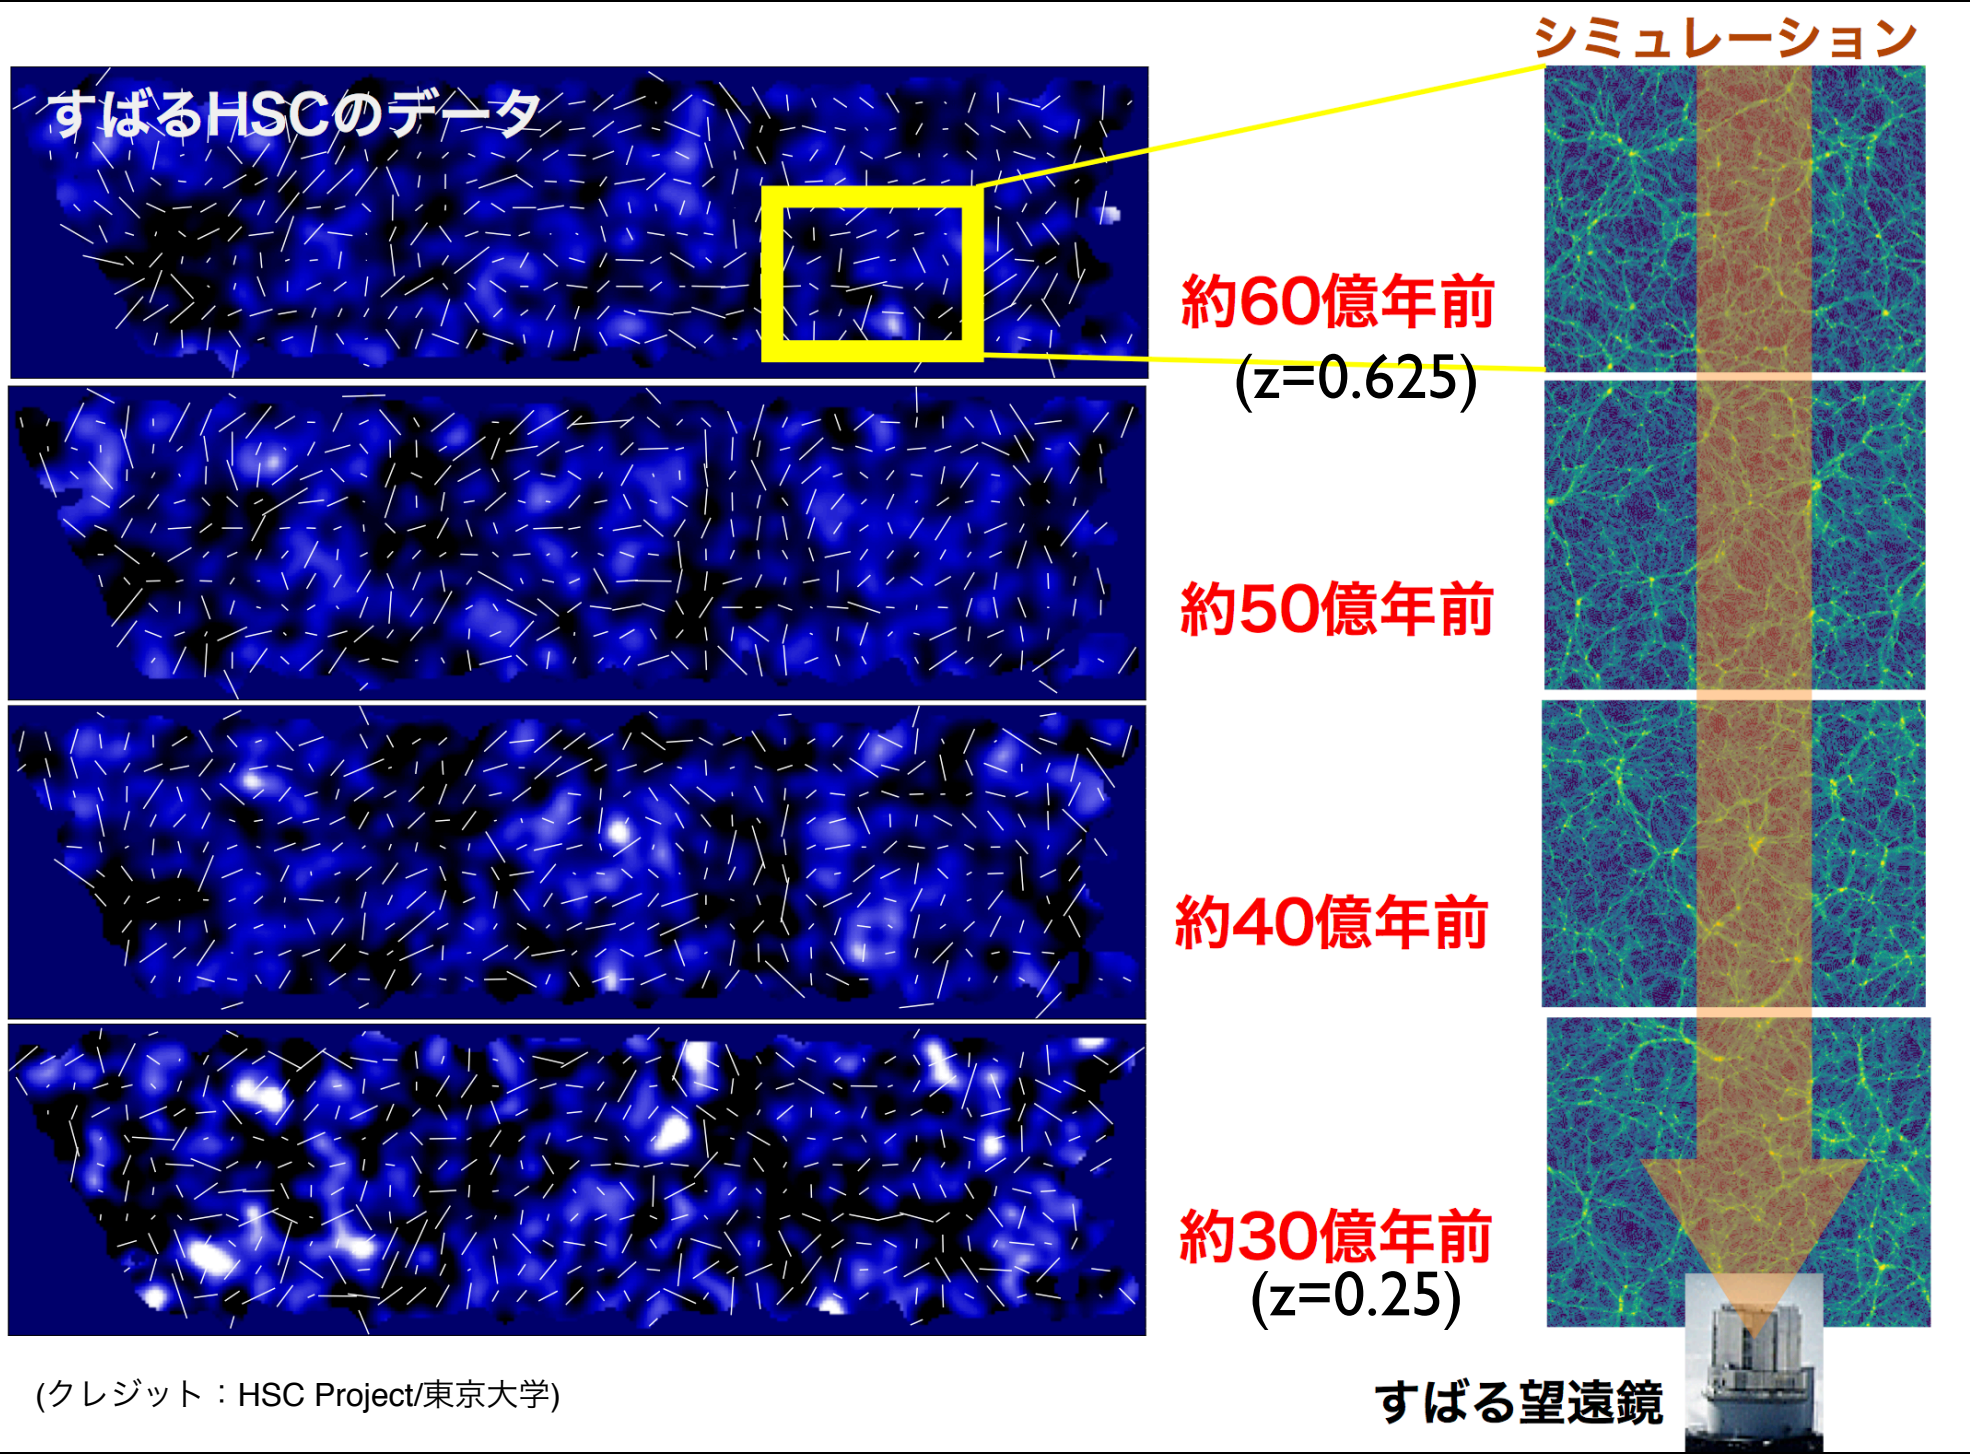 シミュレーション
すばるHSCのデータ
約60億年前
(z=0.625)
約50億年前
約40億年前
約30億年前
(z=0.25)
(クレジット：HSC Project/東京大学)
すばる望遠鏡